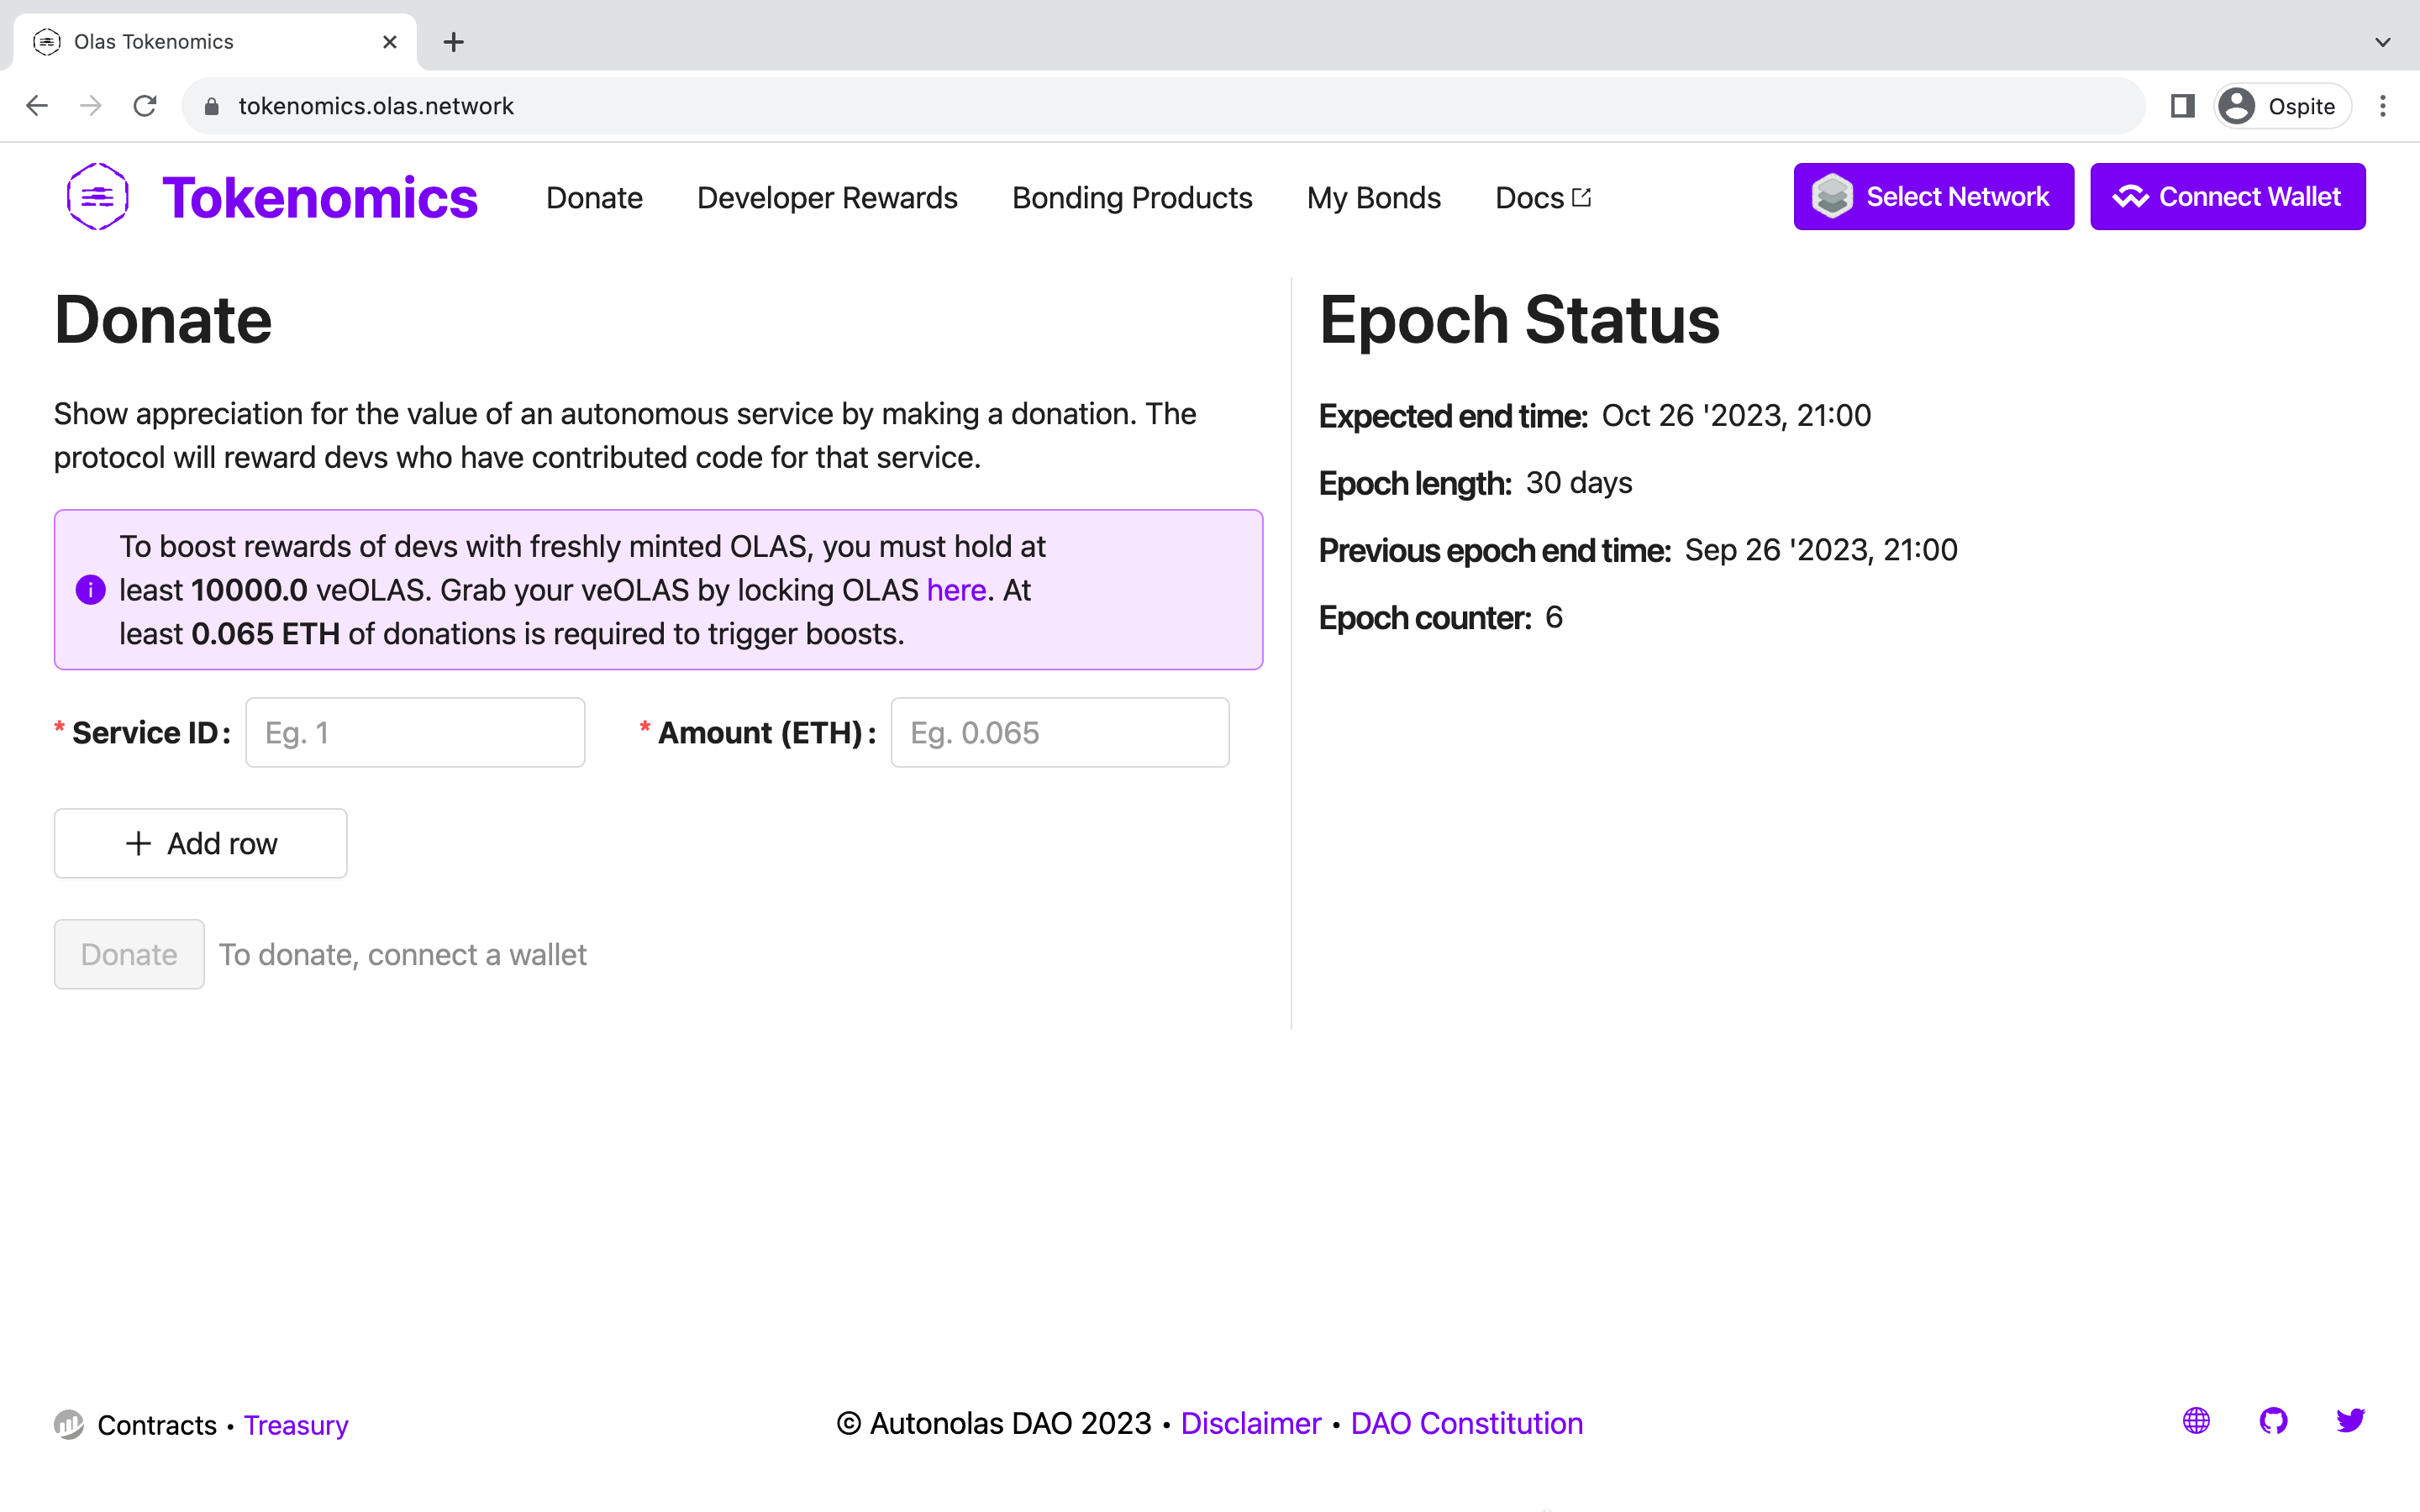 Olas Tokenomics
tokenomics.olas.network
Ospite
Tokenomics
Donate
Developer Rewards
Bonding Products
My Bonds
Docs
Select Network
Connect Wallet
Donate
Show appreciation for the value of an autonomous service by making a donation. The
protocol will reward devs who have contributed code for that service.
To boost rewards of devs with freshly minted OLAS, you must hold at
least 10000.0 veOLAS. Grab your veOLAS by locking OLAS here. At
least 0.065 ETH of donations is required to trigger boosts.
* Service ID: Eg. 1
* Amount (ETH): Eg. 0.065
+ Add row
Donate To donate, connect a wallet
Epoch Status
Expected end time: Oct 26 '2023, 21:00
Epoch length: 30 days
Previous epoch end time: Sep 26 '2023, 21:00
Epoch counter: 6
Contracts • Treasury
© Autonolas DAO 2023 • Disclaimer • DAO Constitution